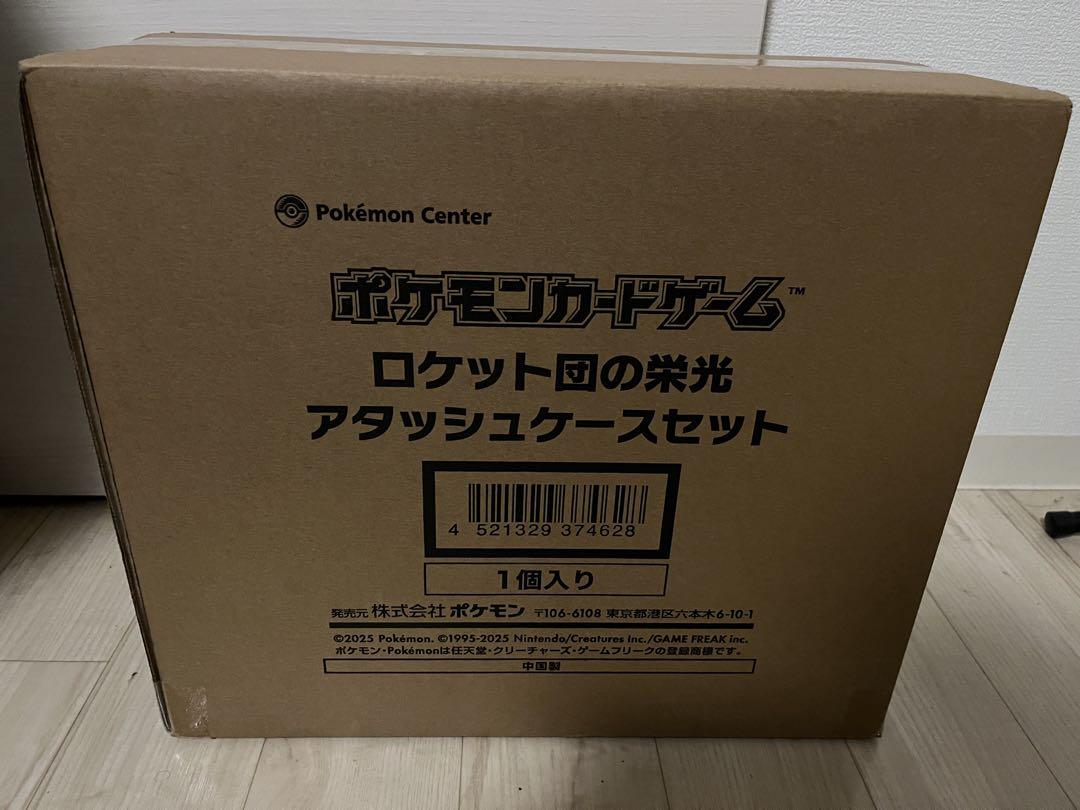 Pokémon Center
ポケモンカードゲーム™
ロケット団の栄光
アタッシュケースセット
4 521329 374628
1個入り
発売元 株式会社 ポケモン 〒106-6108 東京都港区六本木6-10-1
©2025 Pokémon. ©1995-2025 Nintendo/Creatures Inc./GAME FREAK inc.
ポケモン・Pokémonは任天堂・クリーチャーズ・ゲームフリークの登録商標です。
中国製